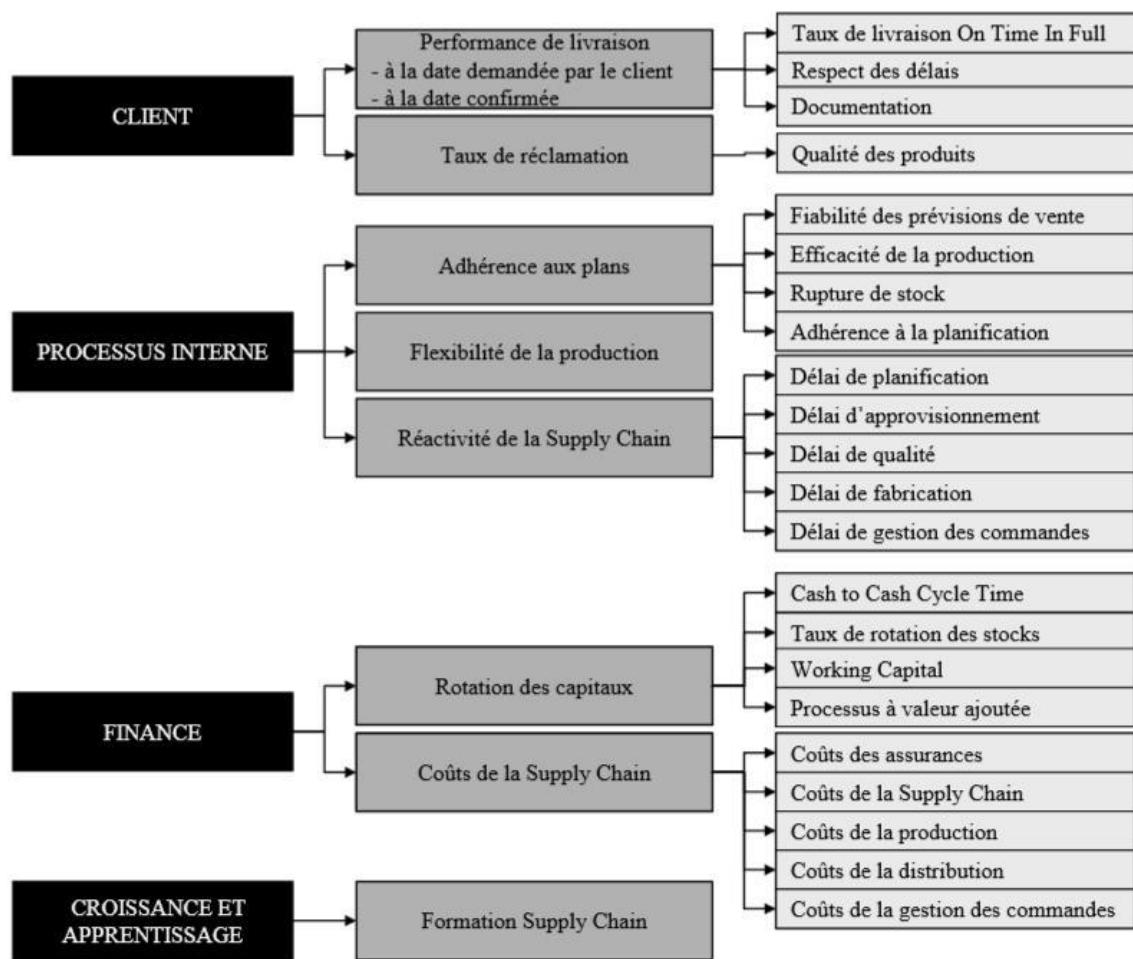 CLIENT
Performance de livraison
- à la date demandée par le client
- à la date confirmée
Taux de livraison On Time In Full
Respect des délais
Documentation
Taux de réclamation
Qualité des produits
PROCESSUS INTERNE
Adhérence aux plans
Fiabilité des prévisions de vente
Efficacité de la production
Rupture de stock
Adhérence à la planification
Flexibilité de la production
Réactivité de la Supply Chain
Délai de planification
Délai d’approvisionnement
Délai de qualité
Délai de fabrication
Délai de gestion des commandes
FINANCE
Rotation des capitaux
Cash to Cash Cycle Time
Taux de rotation des stocks
Working Capital
Processus à valeur ajoutée
Coûts de la Supply Chain
Coûts des assurances
Coûts de la Supply Chain
Coûts de la production
Coûts de la distribution
Coûts de la gestion des commandes
CROISSANCE ET
APPRENTISSAGE
Formation Supply Chain